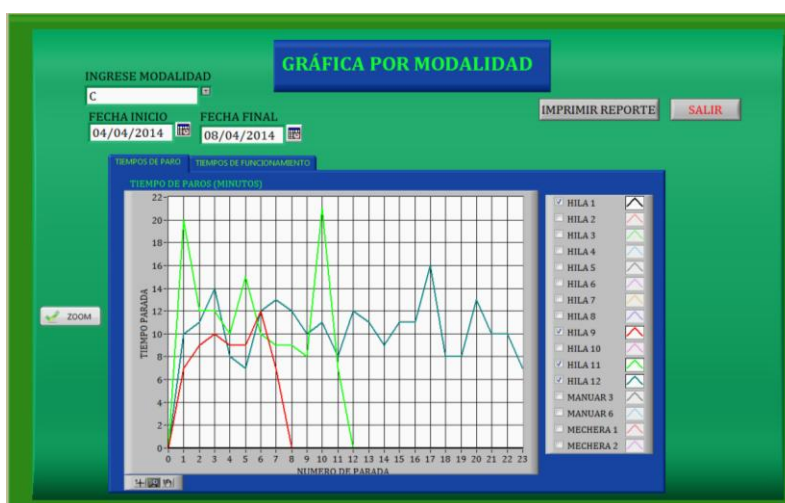 GRÁFICA POR MODALIDAD
INGRESE MODALIDAD
C
FECHA INICIO FECHA FINAL
04/04/2014 08/04/2014
IMPRIMIR REPORTE SALIR
TIEMPOS DE PARO TIEMPOS DE FUNCIONAMIENTO
TIEMPO DE PAROS (MINUTOS)
22
20
18
16
14
12
10
8
6
4
2
0
TIEMPO PARADA
0 1 2 3 4 5 6 7 8 9 10 11 12 13 14 15 16 17 18 19 20 21 22 23
NUMERO DE PARADA
HILA 1
HILA 2
HILA 3
HILA 4
HILA 5
HILA 6
HILA 7
HILA 8
HILA 9
HILA 10
HILA 11
HILA 12
MANUAR 3
MANUAR 6
MECHERA 1
MECHERA 2
ZOOM